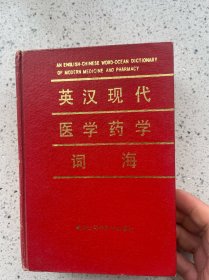 AN ENGLISH-CHINESE WORD-OCEAN DICTIONARY
OF MODERN MEDICINE AND PHARMACY
英汉现代
医学药学
词海